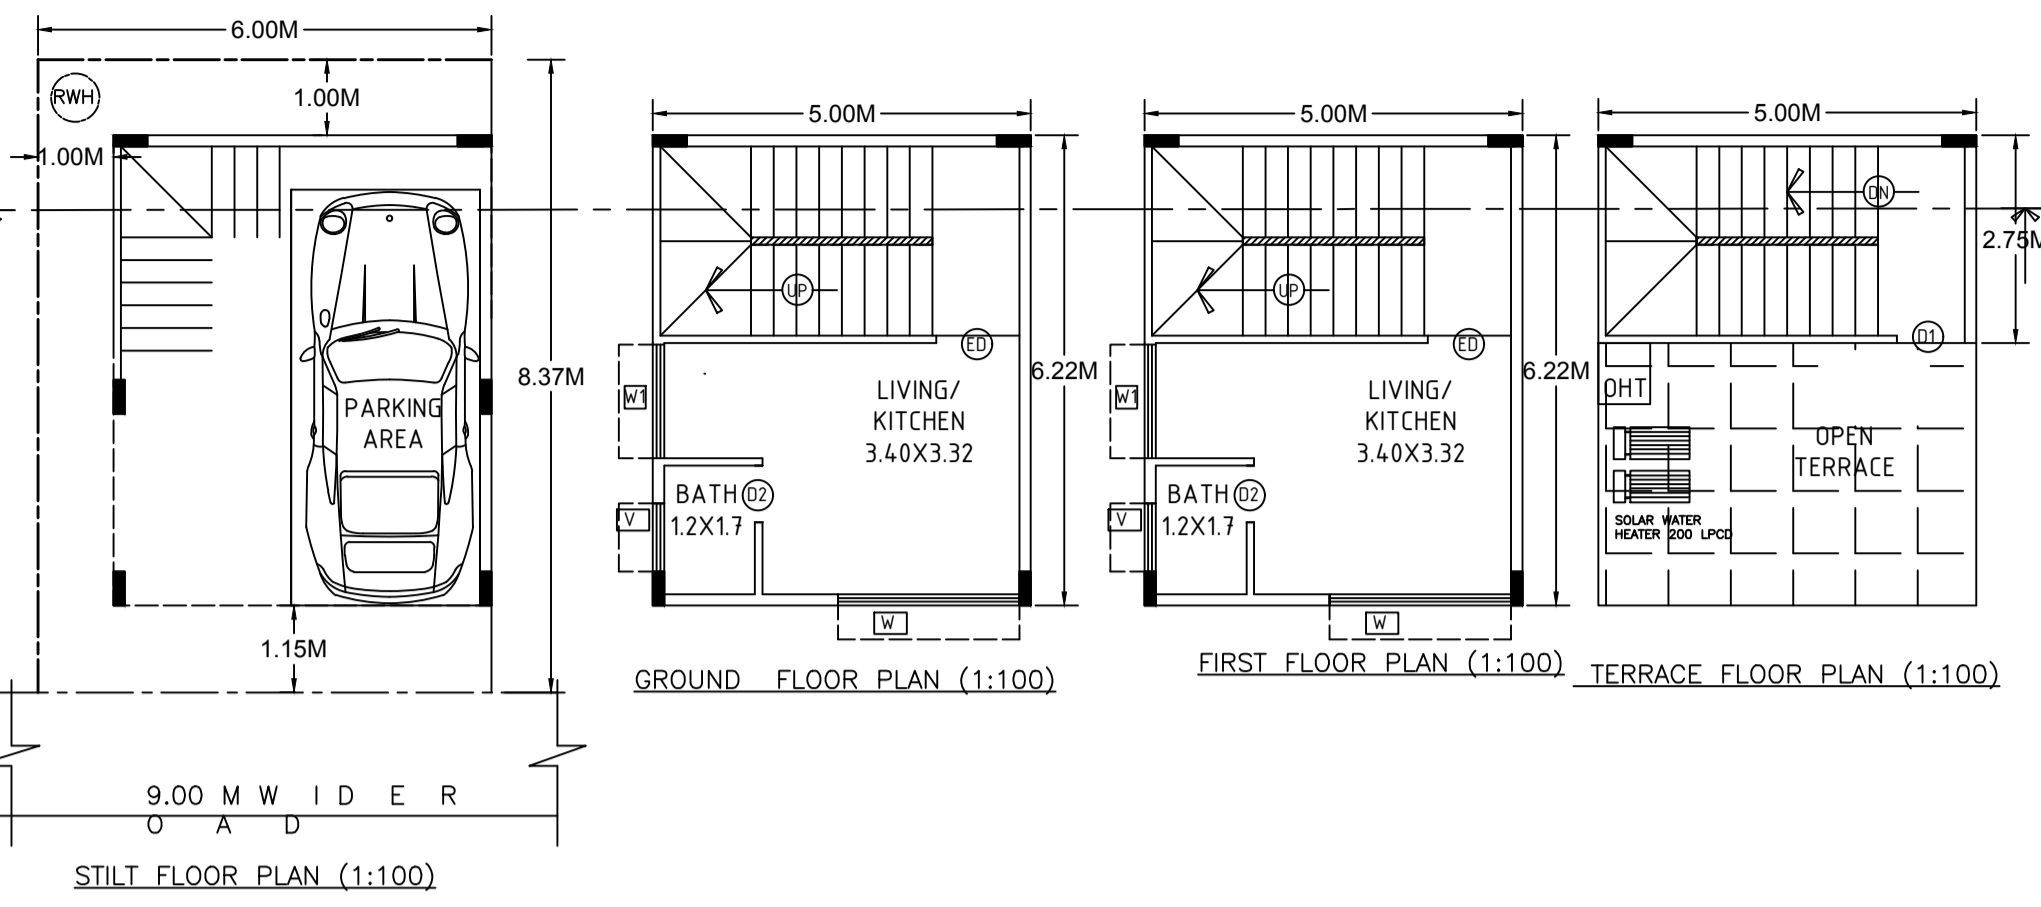 6.00M
RWH
1.00M
1.00M
8.37M
PARKING
AREA
1.15M
9.00 M W I D E R
O A D
STILT FLOOR PLAN (1:100)
5.00M
UP
ED
6.22M
W1
LIVING/
KITCHEN
3.40X3.32
BATH D2
1.2X1.7
V
W
GROUND FLOOR PLAN (1:100)
5.00M
UP
ED
6.22M
W1
LIVING/
KITCHEN
3.40X3.32
BATH D2
1.2X1.7
V
W
FIRST FLOOR PLAN (1:100)
5.00M
DN
2.75M
D1
OHT
OPEN
TERRACE
SOLAR WATER
HEATER 200 LPCD
TERRACE FLOOR PLAN (1:100)